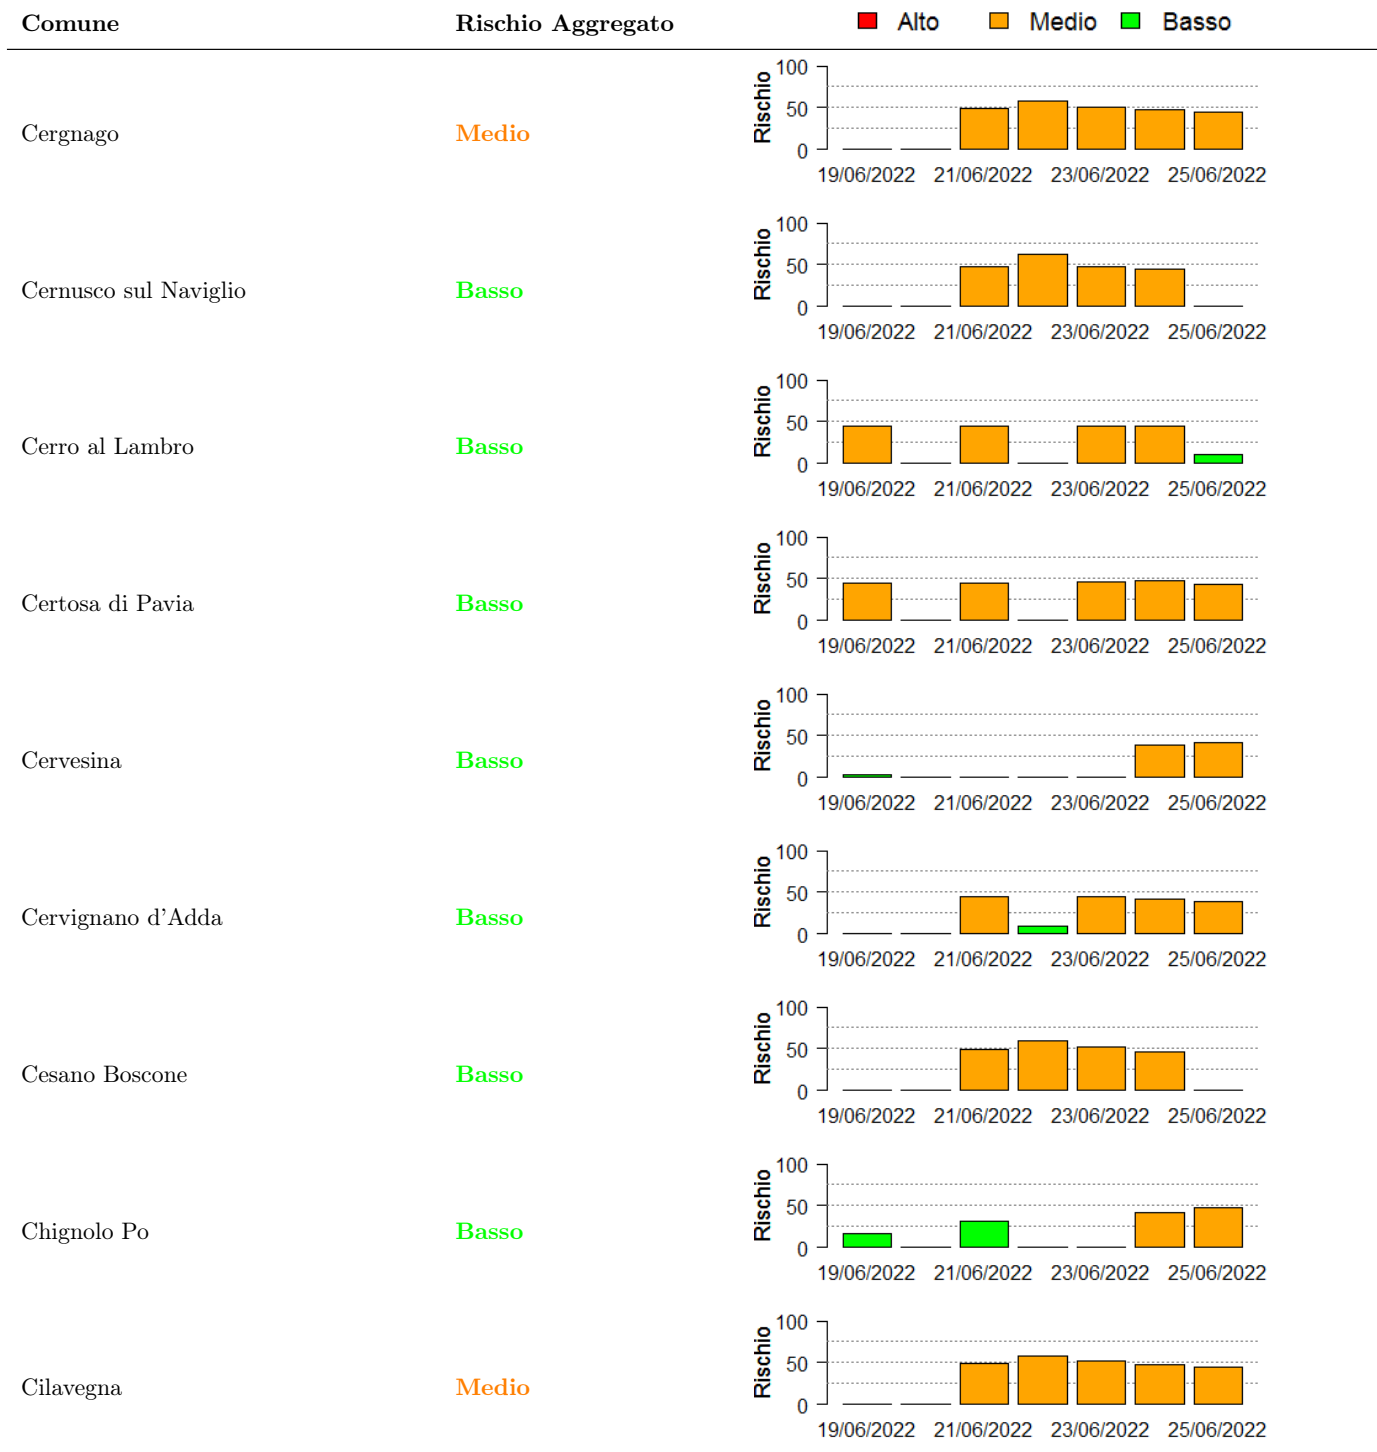 Comune Rischio Aggregato Alto Medio Basso
100
50
0
Rischio
Cergnago Medio
19/06/2022 21/06/2022 23/06/2022 25/06/2022
100
50
0
Rischio
Cernusco sul Naviglio Basso
19/06/2022 21/06/2022 23/06/2022 25/06/2022
100
50
0
Rischio
Cerro al Lambro Basso
19/06/2022 21/06/2022 23/06/2022 25/06/2022
100
50
0
Rischio
Certosa di Pavia Basso
19/06/2022 21/06/2022 23/06/2022 25/06/2022
100
50
0
Rischio
Cervesina Basso
19/06/2022 21/06/2022 23/06/2022 25/06/2022
100
50
0
Rischio
Cervignano d'Adda Basso
19/06/2022 21/06/2022 23/06/2022 25/06/2022
100
50
0
Rischio
Cesano Boscone Basso
19/06/2022 21/06/2022 23/06/2022 25/06/2022
100
50
0
Rischio
Chignolo Po Basso
19/06/2022 21/06/2022 23/06/2022 25/06/2022
100
50
0
Rischio
Cilavegna Medio
19/06/2022 21/06/2022 23/06/2022 25/06/2022